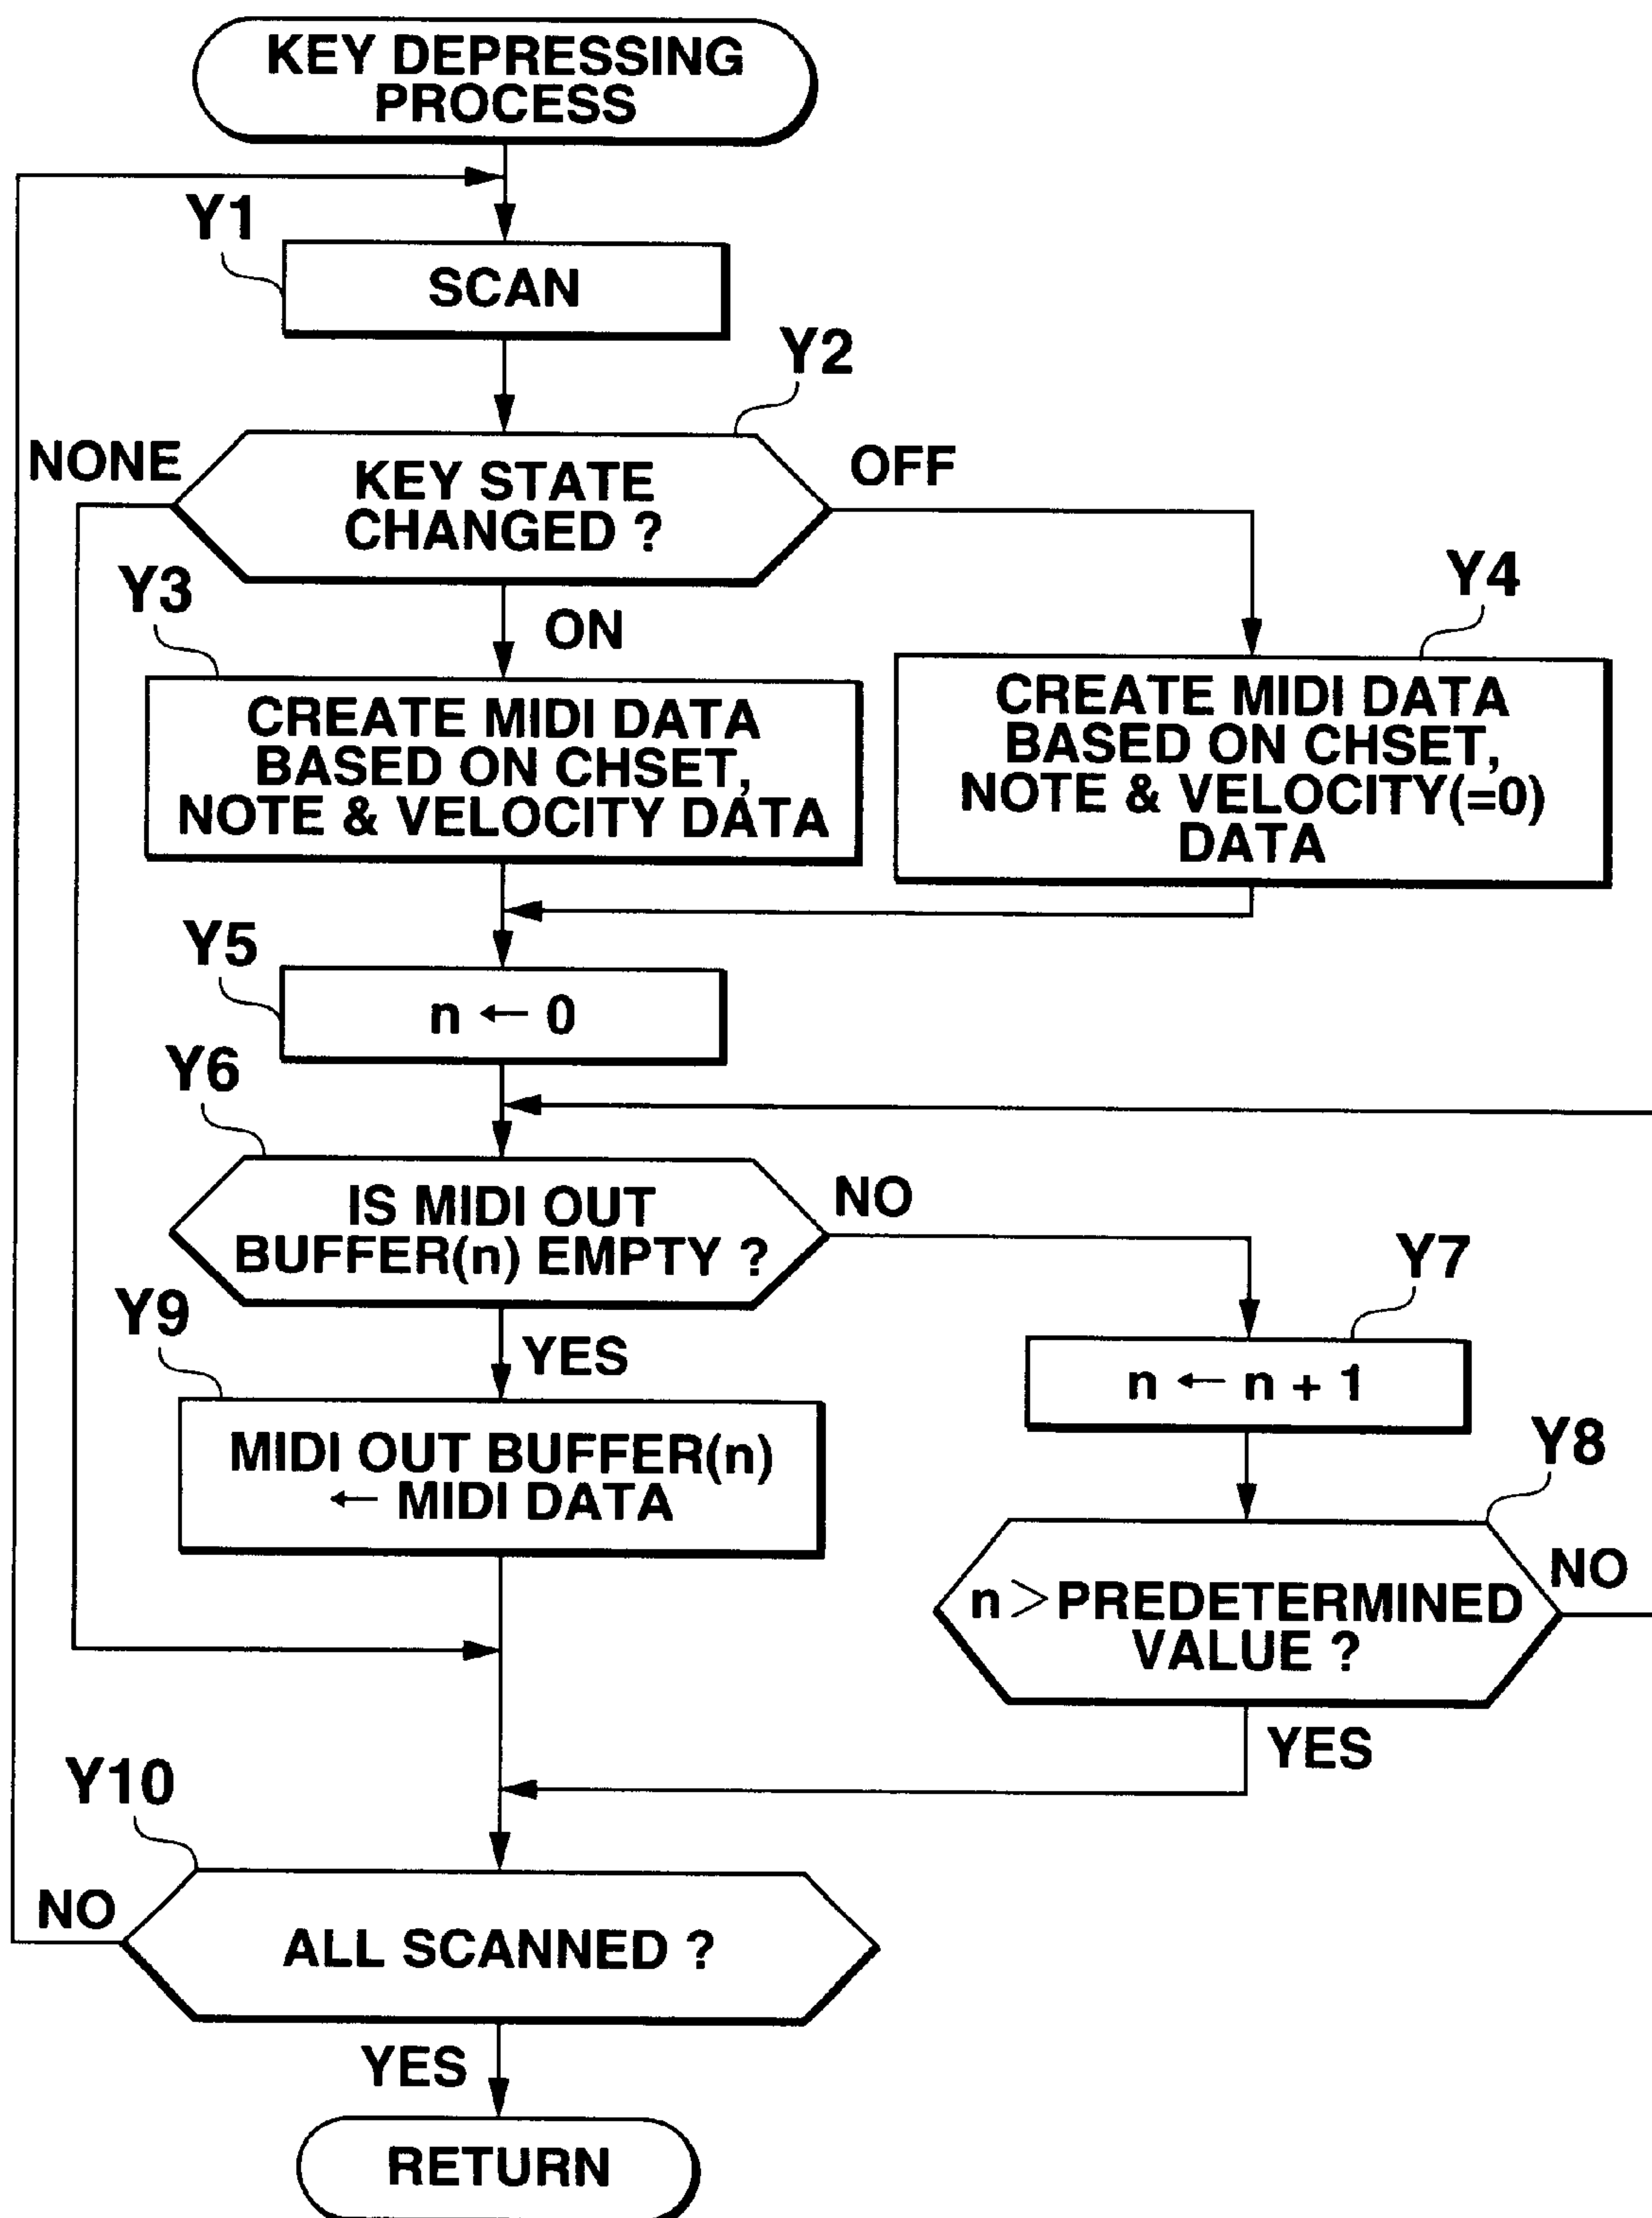 KEY DEPRESSING
PROCESS
Y1
SCAN
Y2
NONE
KEY STATE
CHANGED ?
OFF
Y3
ON
Y4
CREATE MIDI DATA
BASED ON CHSET,
NOTE & VELOCITY DATA
CREATE MIDI DATA
BASED ON CHSET,
NOTE & VELOCITY(=0)
DATA
Y5
n ← 0
Y6
IS MIDI OUT
BUFFER(n) EMPTY ?
NO
Y7
n ← n + 1
Y9
YES
MIDI OUT BUFFER(n)
← MIDI DATA
Y8
n > PREDETERMINED
VALUE ?
NO
YES
Y10
NO
ALL SCANNED ?
YES
RETURN